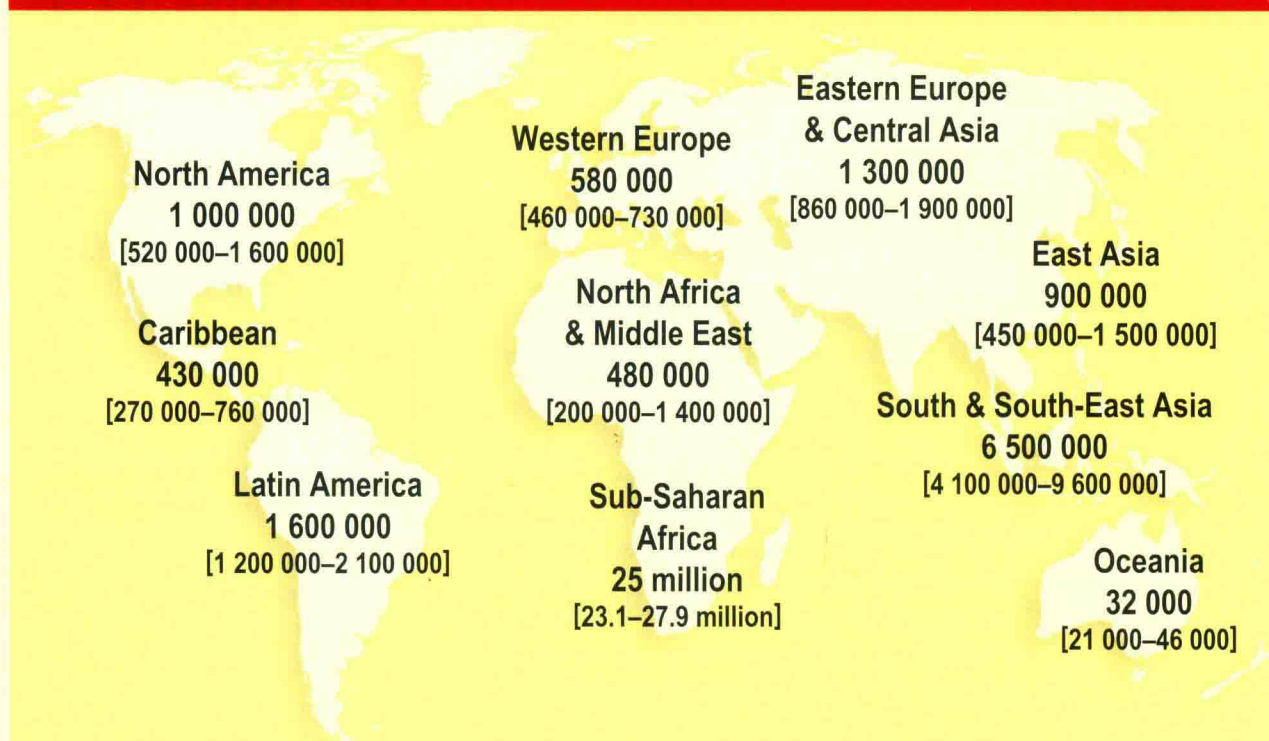 North America
1 000 000
[520 000–1 600 000]
Caribbean
430 000
[270 000–760 000]
Latin America
1 600 000
[1 200 000–2 100 000]
Western Europe
580 000
[460 000–730 000]
North Africa
& Middle East
480 000
[200 000–1 400 000]
Sub-Saharan
Africa
25 million
[23.1–27.9 million]
Eastern Europe
& Central Asia
1 300 000
[860 000–1 900 000]
East Asia
900 000
[450 000–1 500 000]
South & South-East Asia
6 500 000
[4 100 000–9 600 000]
Oceania
32 000
[21 000–46 000]